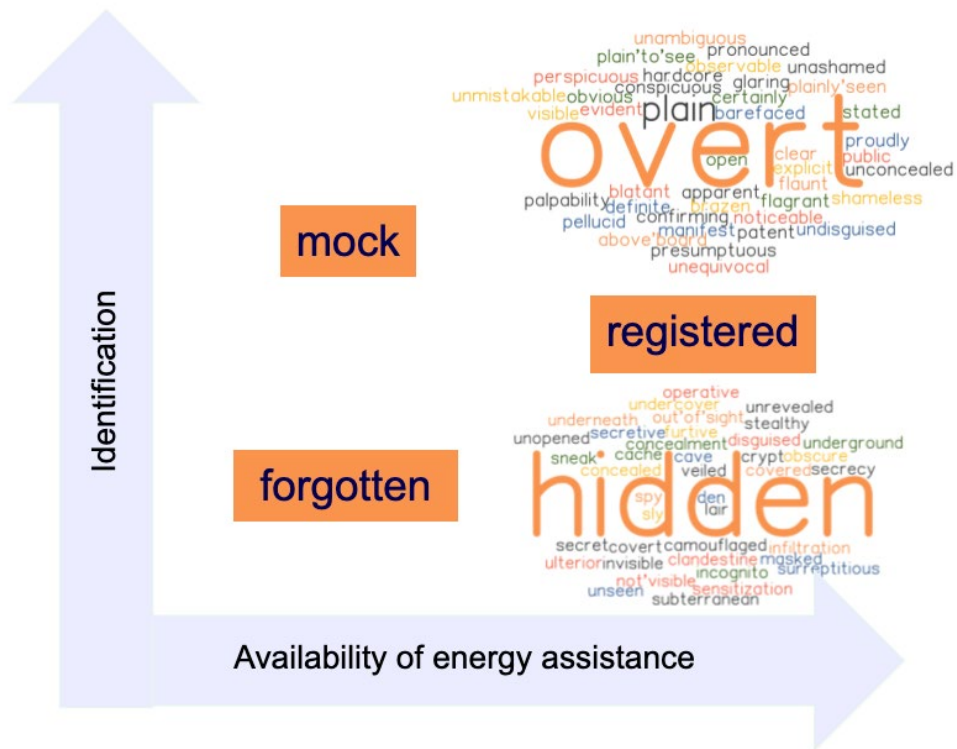 unambiguous
plain'to'see pronounced
observable unashamed
perspicuous hardcore glaring plainly'seen
conspicuous
unmistakable obvious certainly
visible evident plain barefaced stated
overt
proudly
open clear public
explicit unconcealed
flaunt
blatant apparent shameless
palpability definite brazen flagrant
pellucid confirming noticeable
manifest patent undisguised
above'board
presumptuous
unequivocal
mock
registered
operative
undercover unrevealed
underneath out'of'sight stealthy
unopened secretive furtive
concealment disguised underground
sneak cache cave crypt obscure
concealed veiled covered secrecy
hidden
spy den
sly lair
secret covert camouflaged infiltration
ulterior invisible clandestine masked
incognito surreptitious
not'visible
unseen sensitization
subterranean
forgotten
Identification
Availability of energy assistance